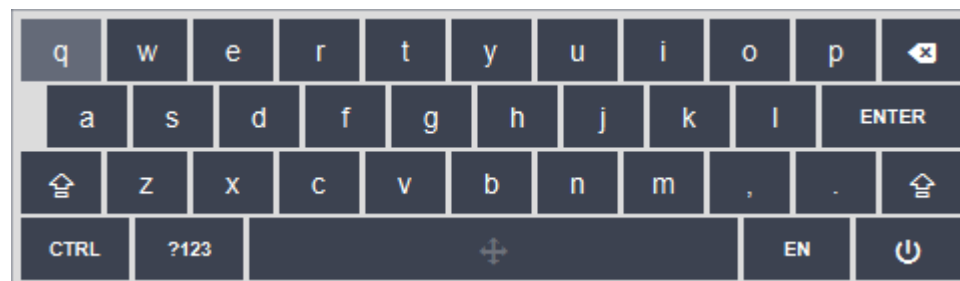 q w e r t y u i o p
a s d f g h j k l ENTER
z x c v b n m , .
CTRL ?123 EN